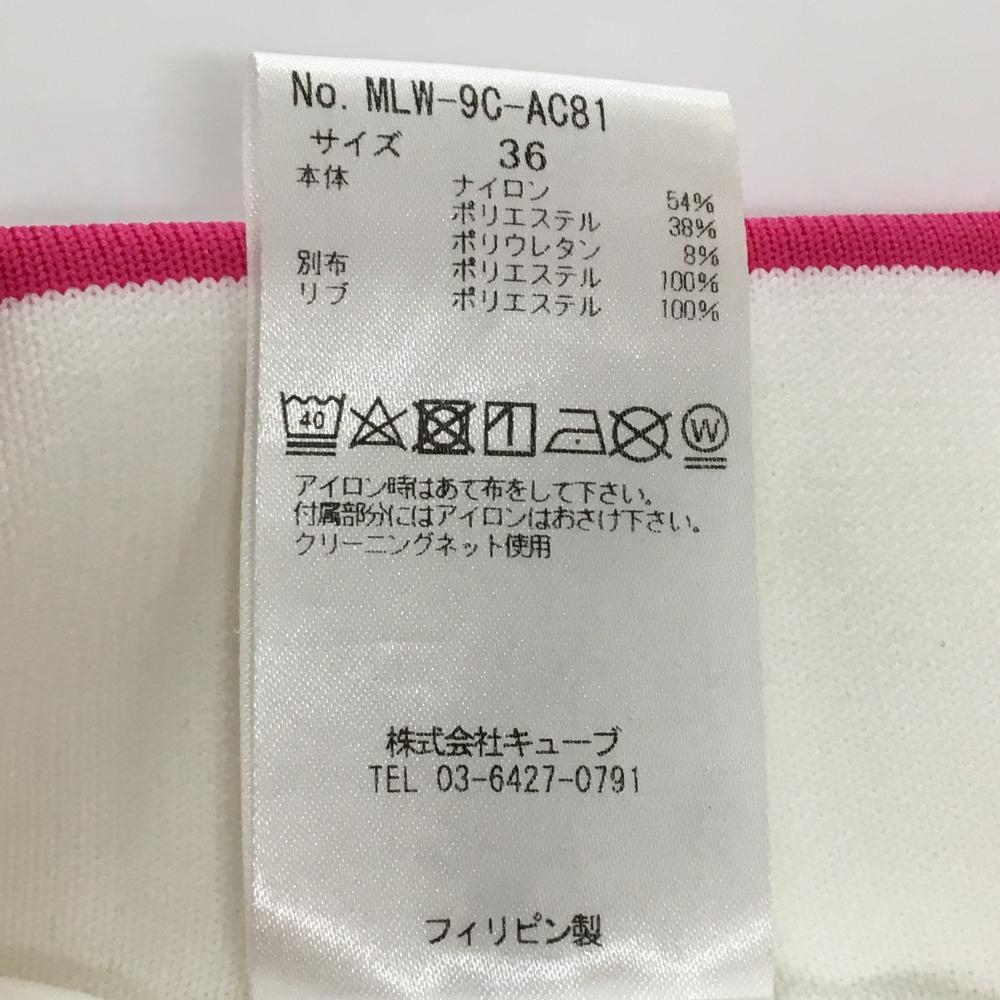 No. MLW-9C-AC81
サイズ 36
本体 ナイロン 54%
ポリエステル 38%
ポリウレタン 8%
別布 ポリエステル 100%
リブ ポリエステル 100%
40 W
アイロン時はあて布をして下さい。
付属部分にはアイロンはおさけ下さい。
クリーニングネット使用
株式会社キューブ
TEL 03-6427-0791
フィリピン製